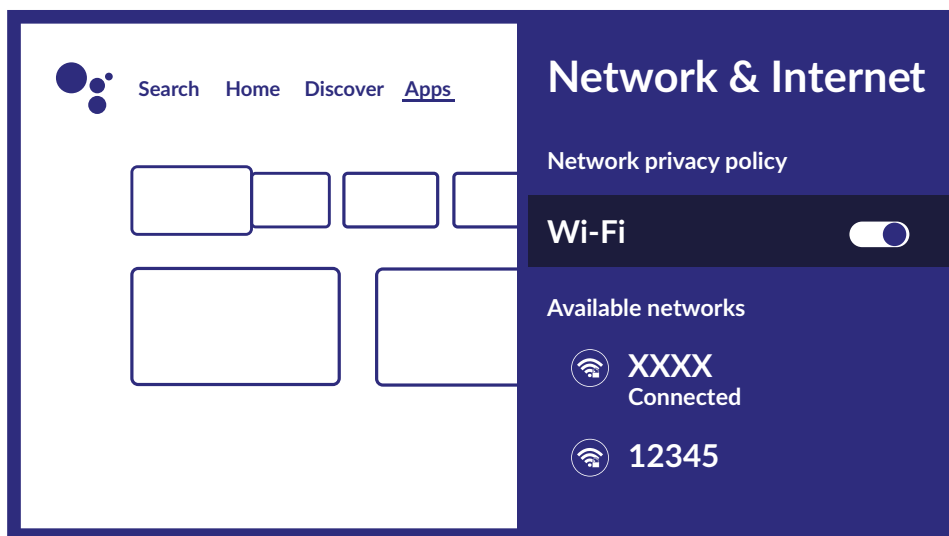 Search Home Discover Apps
Network & Internet
Network privacy policy
Wi-Fi
Available networks
XXXX
Connected
12345